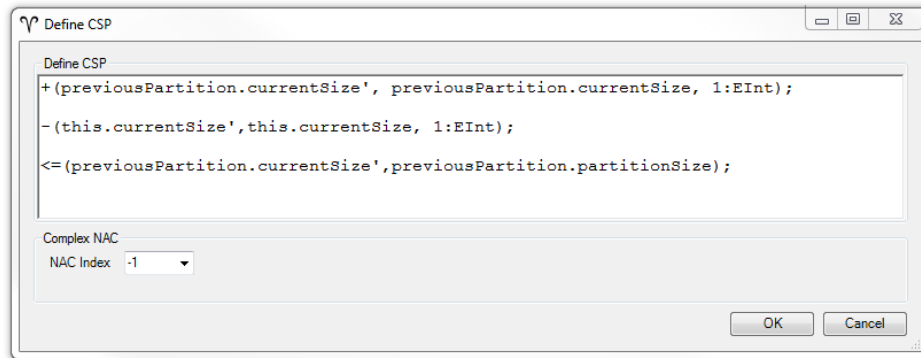 Define CSP
Define CSP
+(previousPartition.currentSize', previousPartition.currentSize, 1:EInt);
-(this.currentSize',this.currentSize, 1:EInt);
<=(previousPartition.currentSize',previousPartition.partitionSize);
Complex NAC
NAC Index -1
OK Cancel